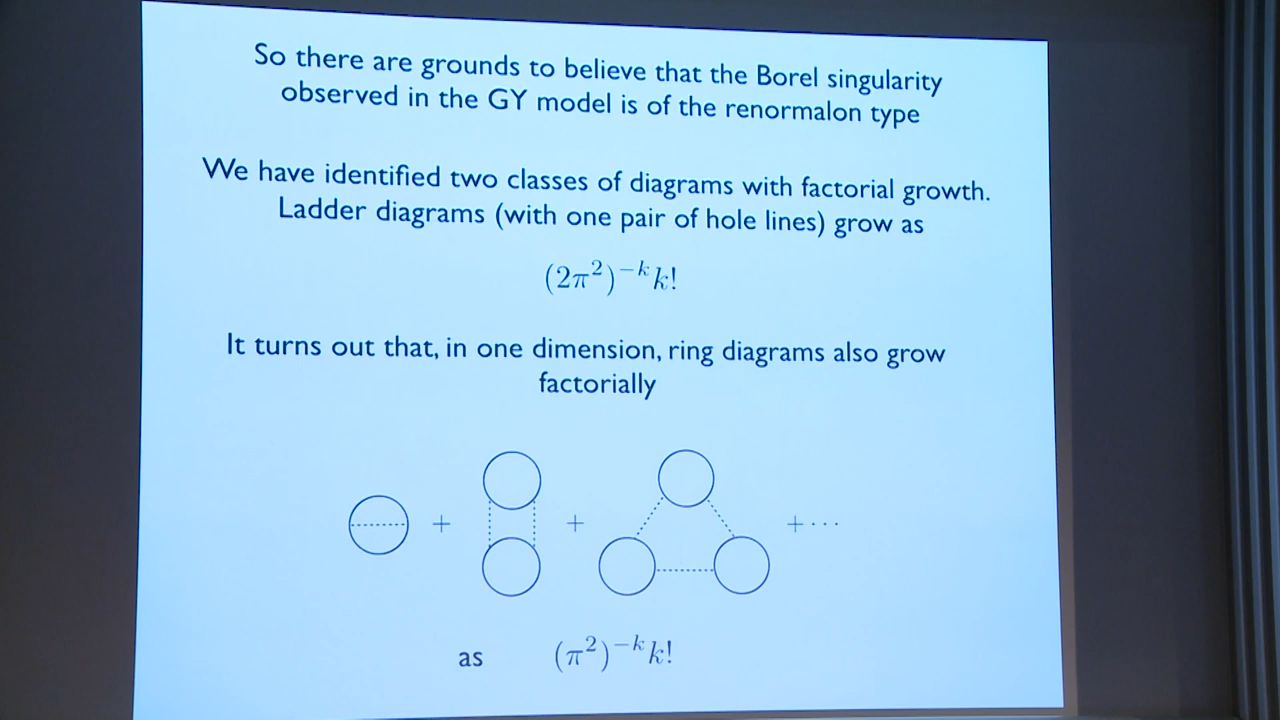 So there are grounds to believe that the Borel singularity
observed in the GY model is of the renormalon type
We have identified two classes of diagrams with factorial growth.
Ladder diagrams (with one pair of hole lines) grow as
(2π²)⁻ᵏk!
It turns out that, in one dimension, ring diagrams also grow
factorially
+ + + ···
as (π²)⁻ᵏk!